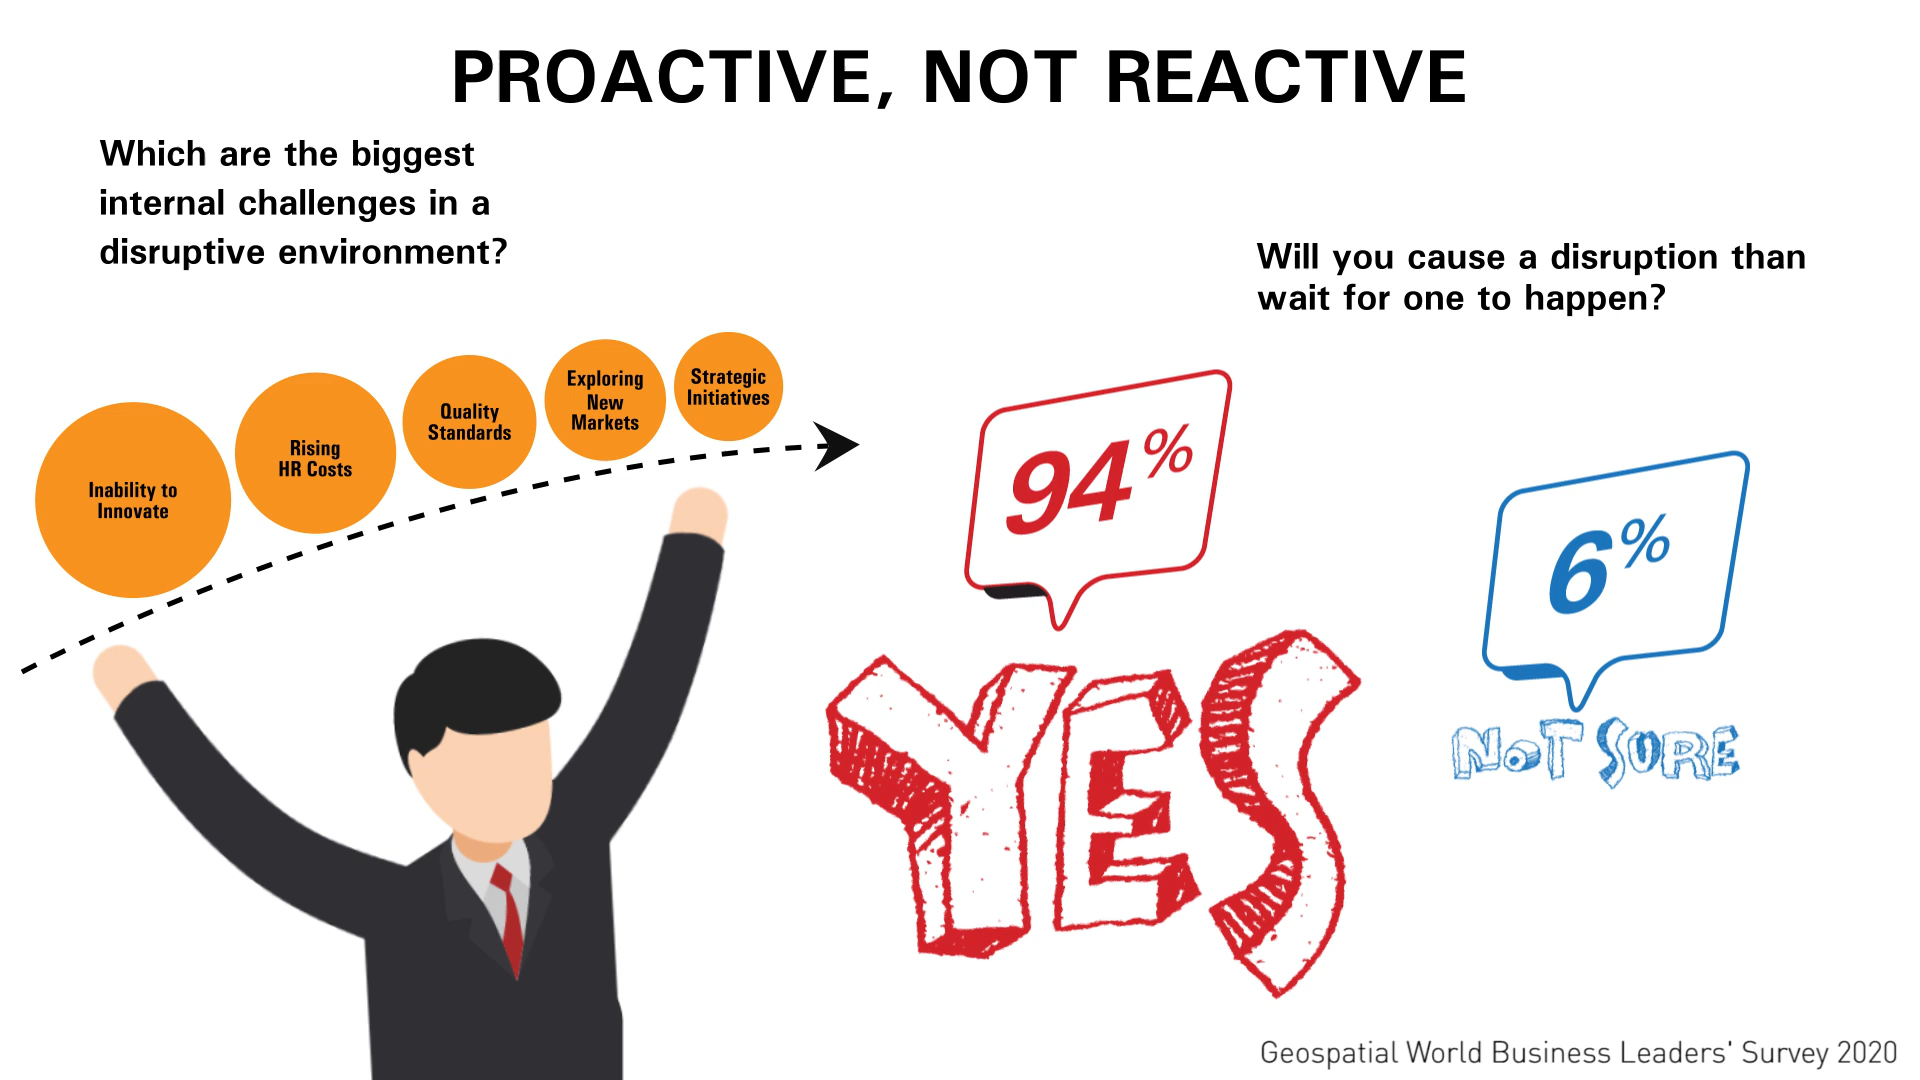 PROACTIVE, NOT REACTIVE
Which are the biggest
internal challenges in a
disruptive environment?
Inability to
Innovate
Rising
HR Costs
Quality
Standards
Exploring
New
Markets
Strategic
Initiatives
Will you cause a disruption than
wait for one to happen?
94%
YES
6%
NoT SURE
Geospatial World Business Leaders' Survey 2020